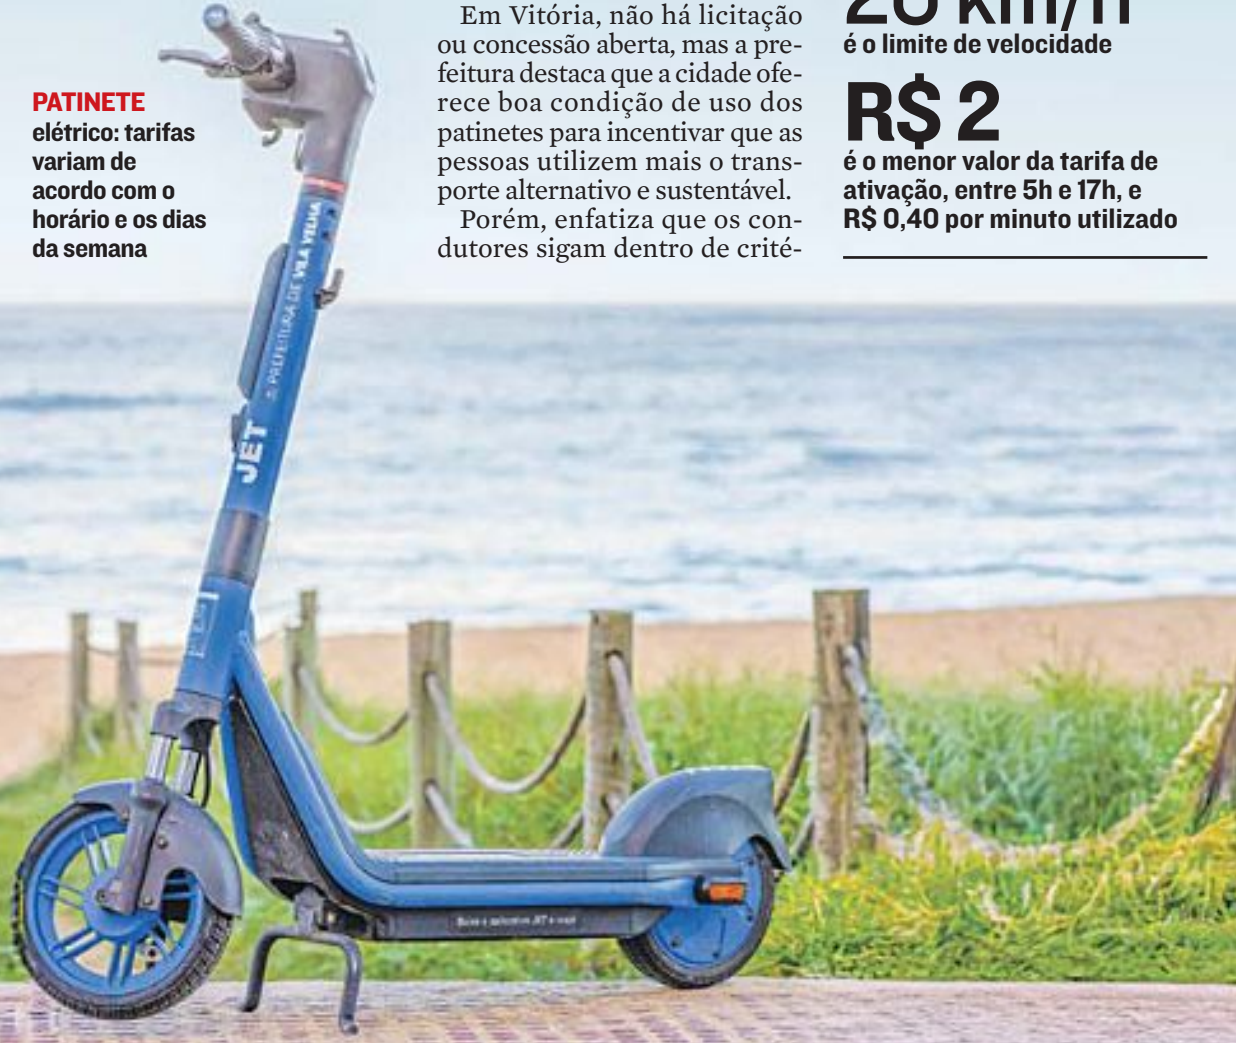 PATINETE
elétrico: tarifas
variam de
acordo com o
horário e os dias
da semana
Em Vitória, não há licitação
ou concessão aberta, mas a pre-
feitura destaca que a cidade ofe-
rece boa condição de uso dos
patinetes para incentivar que as
pessoas utilizem mais o trans-
porte alternativo e sustentável.
Porém, enfatiza que os con-
dutores sigam dentro de crité-
20 km/h
é o limite de velocidade
R$ 2
é o menor valor da tarifa de
ativação, entre 5h e 17h, e
R$ 0,40 por minuto utilizado
PREFEITURA DE VILA VELHA
JET